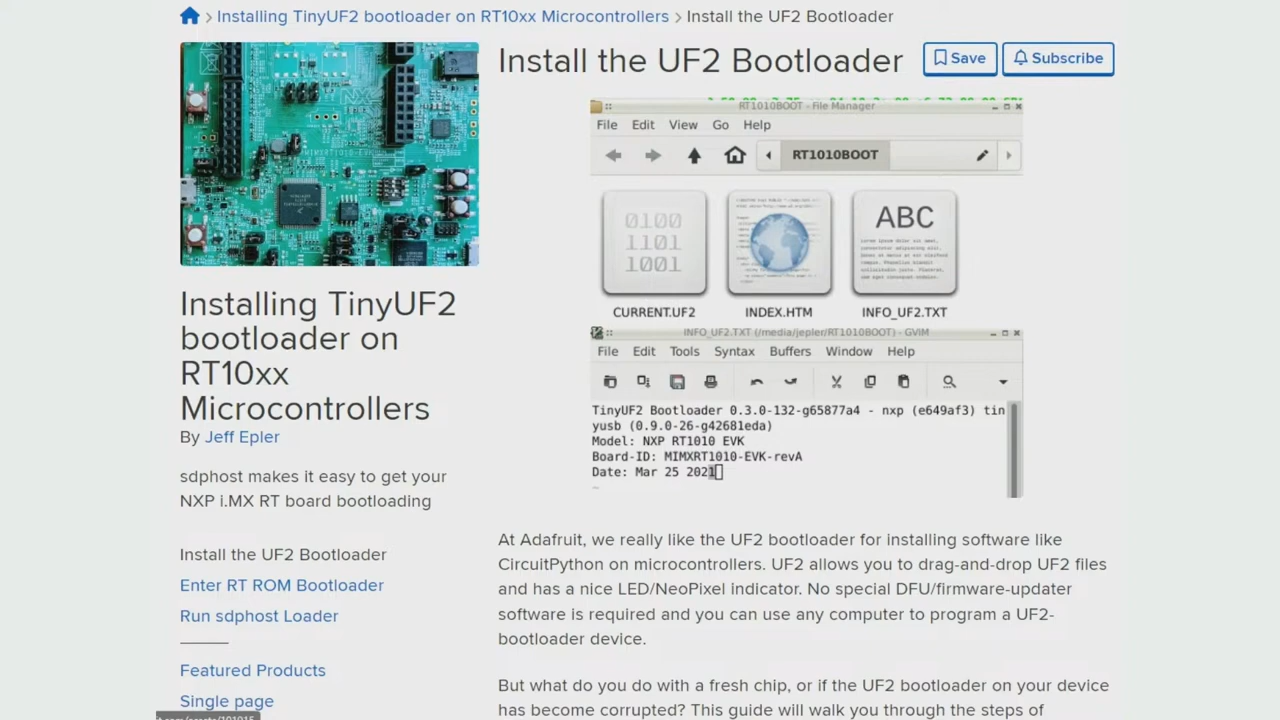 Installing TinyUF2 bootloader on RT10xx Microcontrollers > Install the UF2 Bootloader
Install the UF2 Bootloader
Save
Subscribe
RT1010BOOT - File Manager
File Edit View Go Help
RT1010BOOT
0100
1101
1001
ABC
CURRENT.UF2
INDEX.HTM
INFO_UF2.TXT
INFO_UF2.TXT (/media/jepler/RT1010BOOT) - GVIM
File Edit Tools Syntax Buffers Window Help
TinyUF2 Bootloader 0.3.0-132-g65877a4 - nxp (e649af3) tin
yusb (0.9.0-26-g42681eda)
Model: NXP RT1010 EVK
Board-ID: MIMXRT1010-EVK-revA
Date: Mar 25 2021
~
Installing TinyUF2
bootloader on
RT10xx
Microcontrollers
By Jeff Epler
sdphost makes it easy to get your
NXP i.MX RT board bootloading
Install the UF2 Bootloader
Enter RT ROM Bootloader
Run sdphost Loader
Featured Products
Single page
At Adafruit, we really like the UF2 bootloader for installing software like
CircuitPython on microcontrollers. UF2 allows you to drag-and-drop UF2 files
and has a nice LED/NeoPixel indicator. No special DFU/firmware-updater
software is required and you can use any computer to program a UF2-
bootloader device.
But what do you do with a fresh chip, or if the UF2 bootloader on your device
has become corrupted? This guide will walk you through the steps of